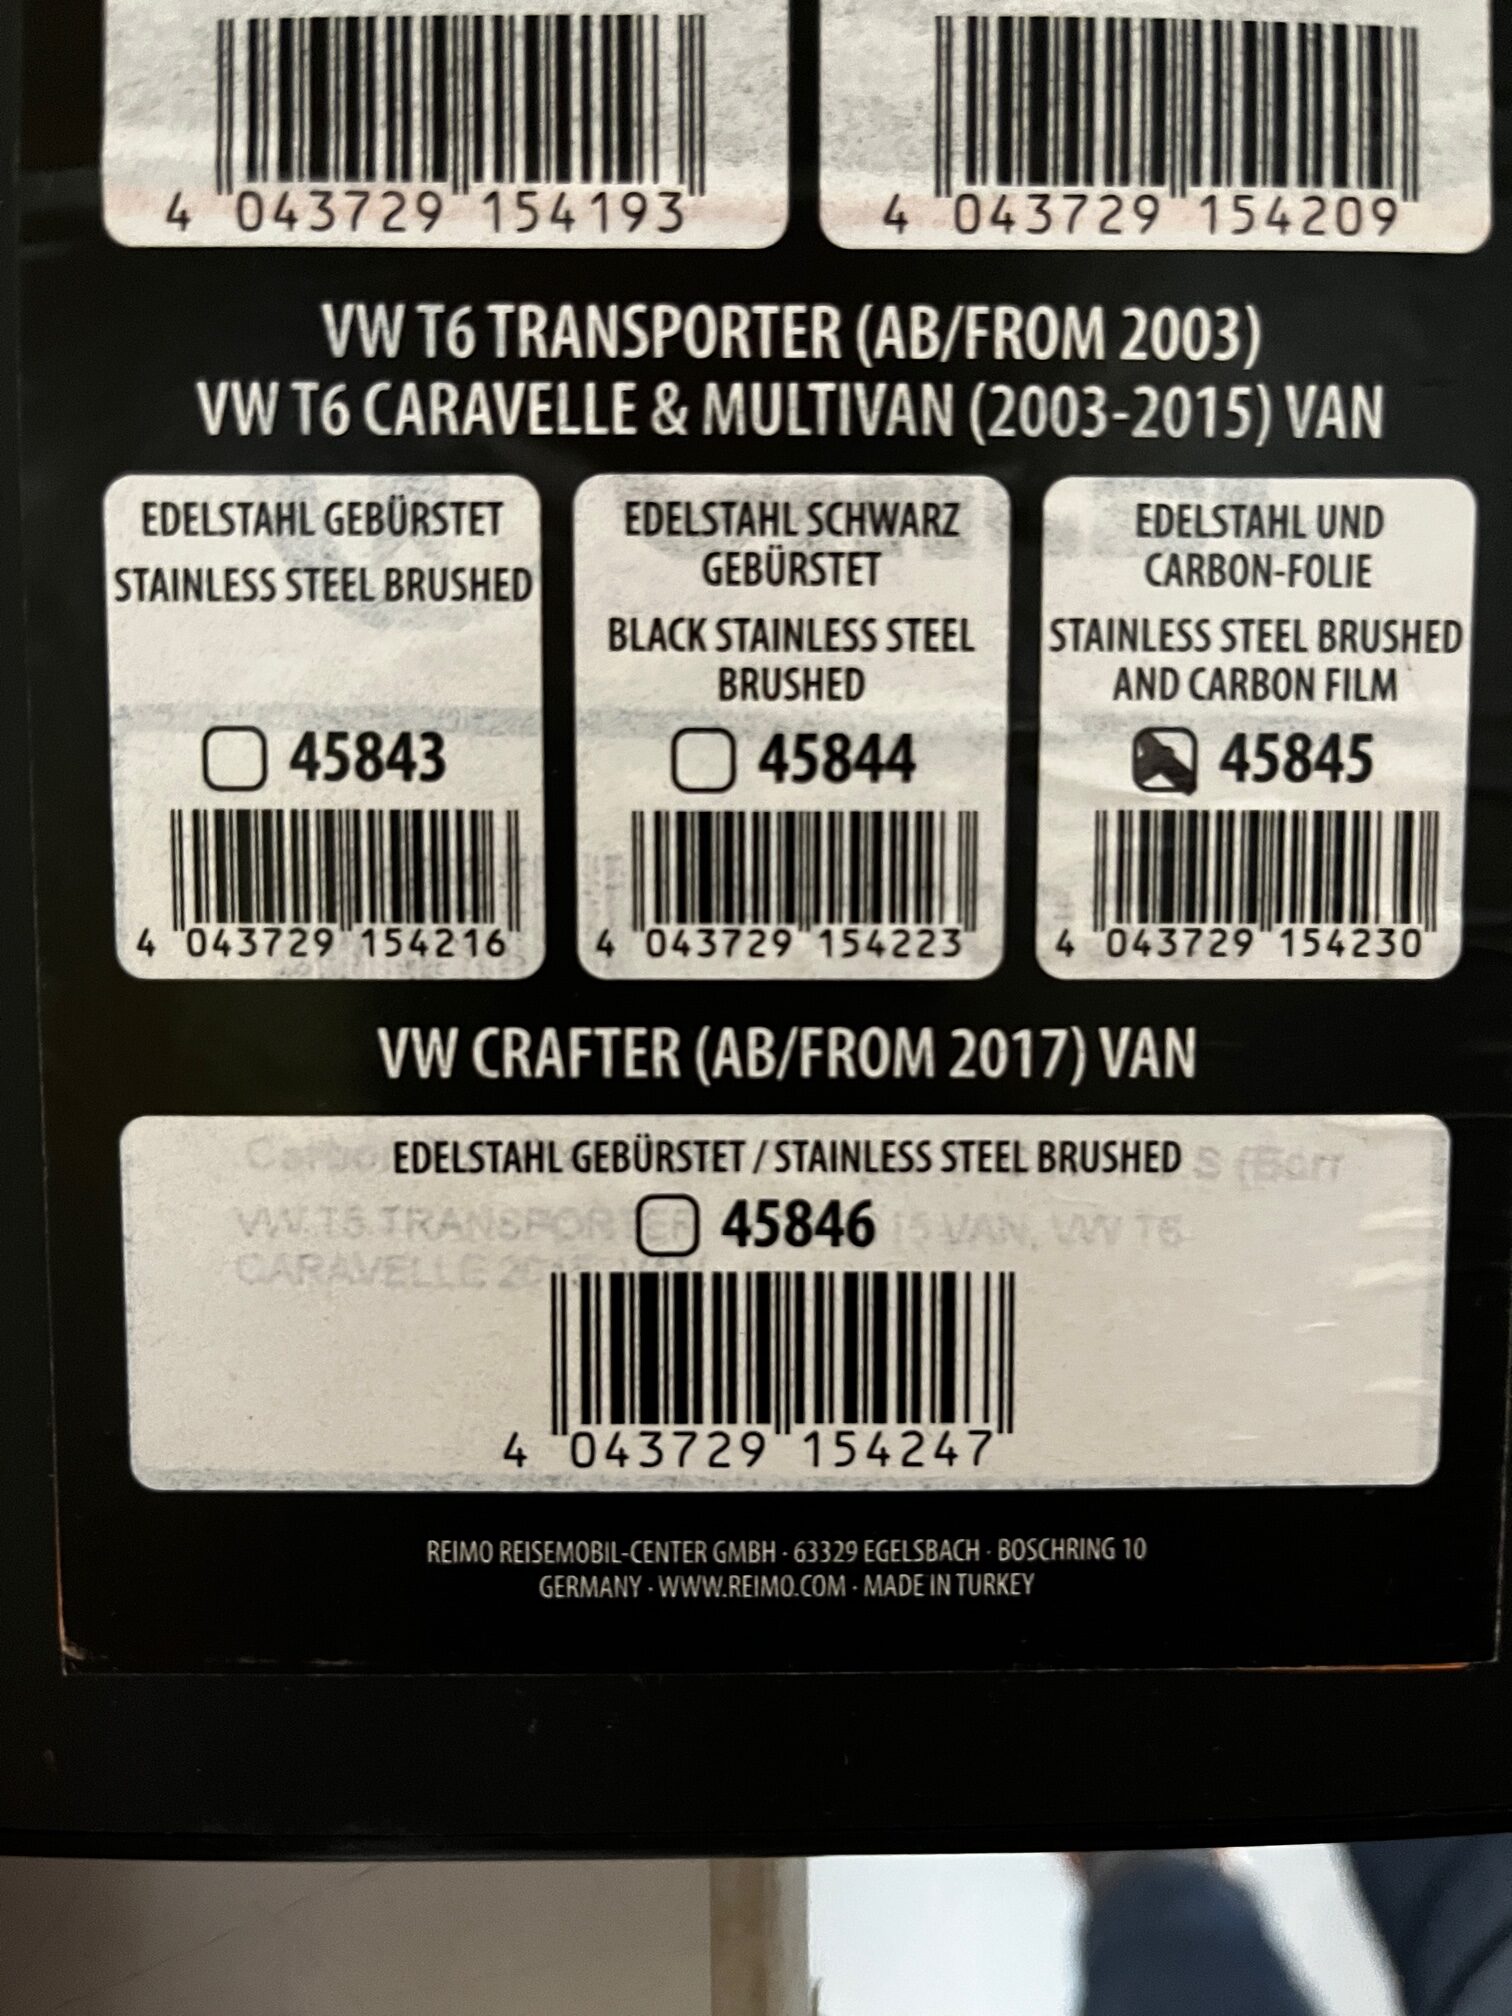 4 043729 154193
4 043729 154209
VW T6 TRANSPORTER (AB/FROM 2003)
VW T6 CARAVELLE & MULTIVAN (2003-2015) VAN
EDELSTAHL GEBÜRSTET
STAINLESS STEEL BRUSHED
45843
4 043729 154216
EDELSTAHL SCHWARZ
GEBÜRSTET
BLACK STAINLESS STEEL
BRUSHED
45844
4 043729 154223
EDELSTAHL UND
CARBON-FOLIE
STAINLESS STEEL BRUSHED
AND CARBON FILM
45845
4 043729 154230
VW CRAFTER (AB/FROM 2017) VAN
EDELSTAHL GEBÜRSTET / STAINLESS STEEL BRUSHED
45846
4 043729 154247
REIMO REISEMOBIL-CENTER GMBH · 63329 EGELSBACH · BOSCHRING 10
GERMANY · WWW.REIMO.COM · MADE IN TURKEY